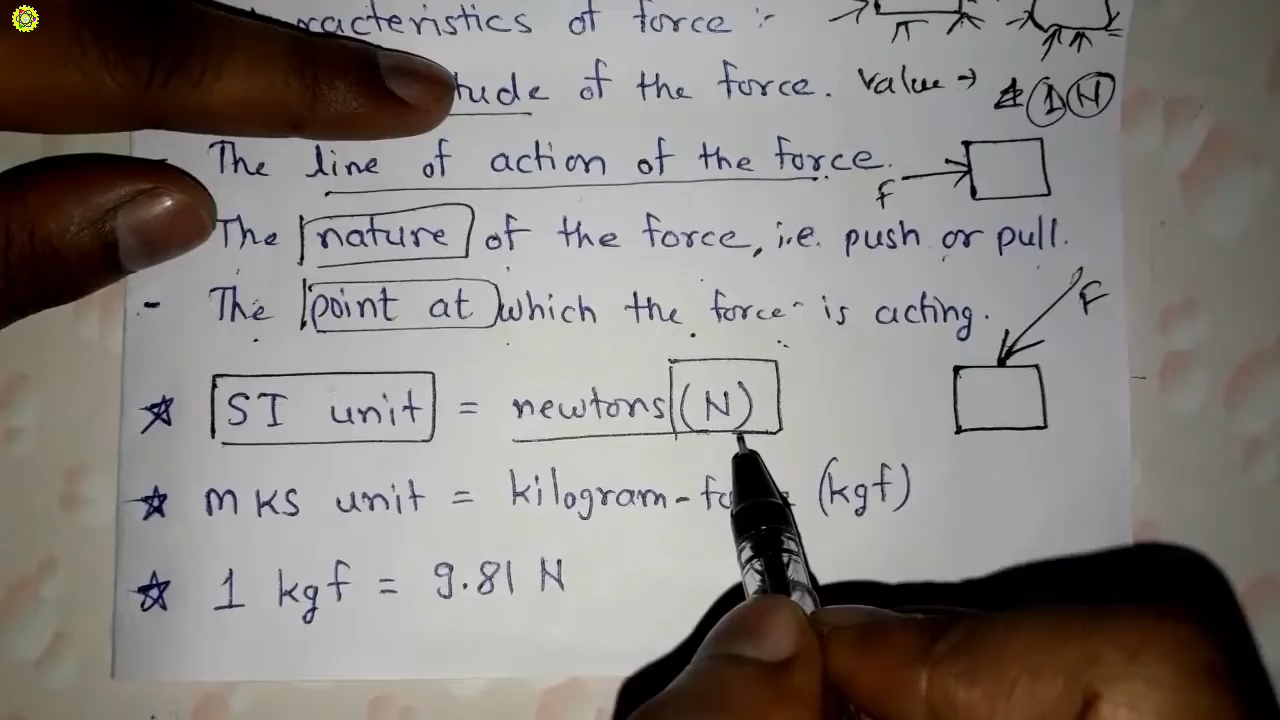 racteristics of force :-
tude of the force. Value → 1 N
The line of action of the force. F
The nature of the force, i.e. push or pull.
- The point at which the force is acting. F
☆ SI unit = newtons (N)
☆ MKS unit = kilogram- (kgf)
☆ 1 kgf = 9.81 N